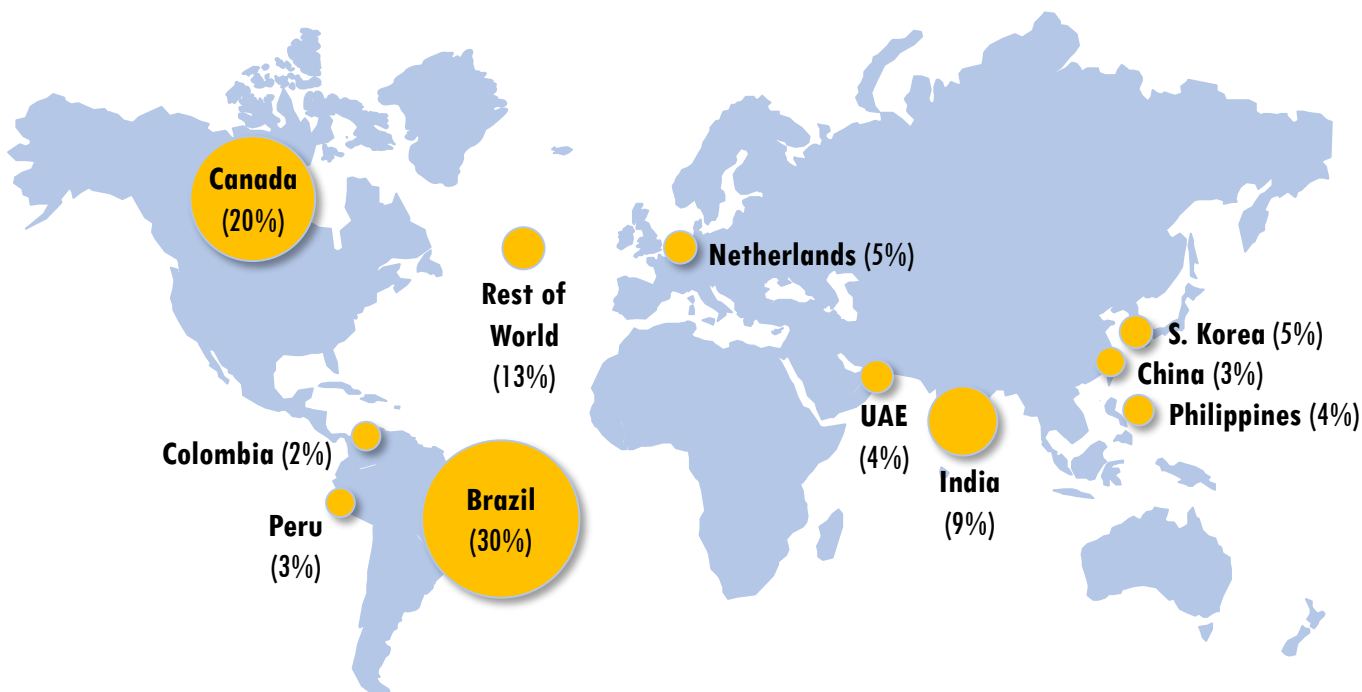 Canada
(20%)
Rest of
World
(13%)
Netherlands (5%)
S. Korea (5%)
China (3%)
Philippines (4%)
UAE
(4%)
India
(9%)
Colombia (2%)
Brazil
(30%)
Peru
(3%)